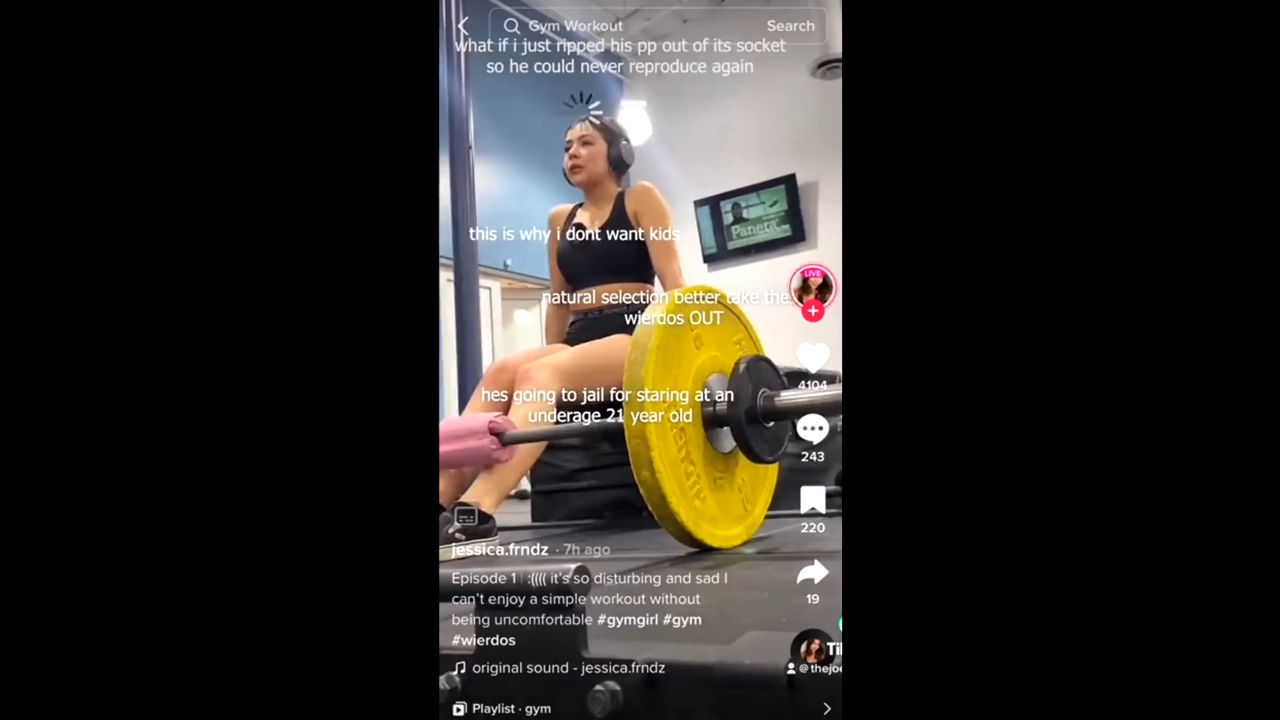 Gym Workout
Search
what if i just ripped his pp out of its socket
so he could never reproduce again
Panera
this is why i dont want kids
LIVE
natural selection better take the
wierdos OUT
4104
hes going to jail for staring at an
underage 21 year old
243
220
jessica.frndz · 7h ago
Episode 1 | :(((( it's so disturbing and sad I
can't enjoy a simple workout without
being uncomfortable #gymgirl #gym
#wierdos
19
original sound - jessica.frndz
@thejoe
Playlist · gym